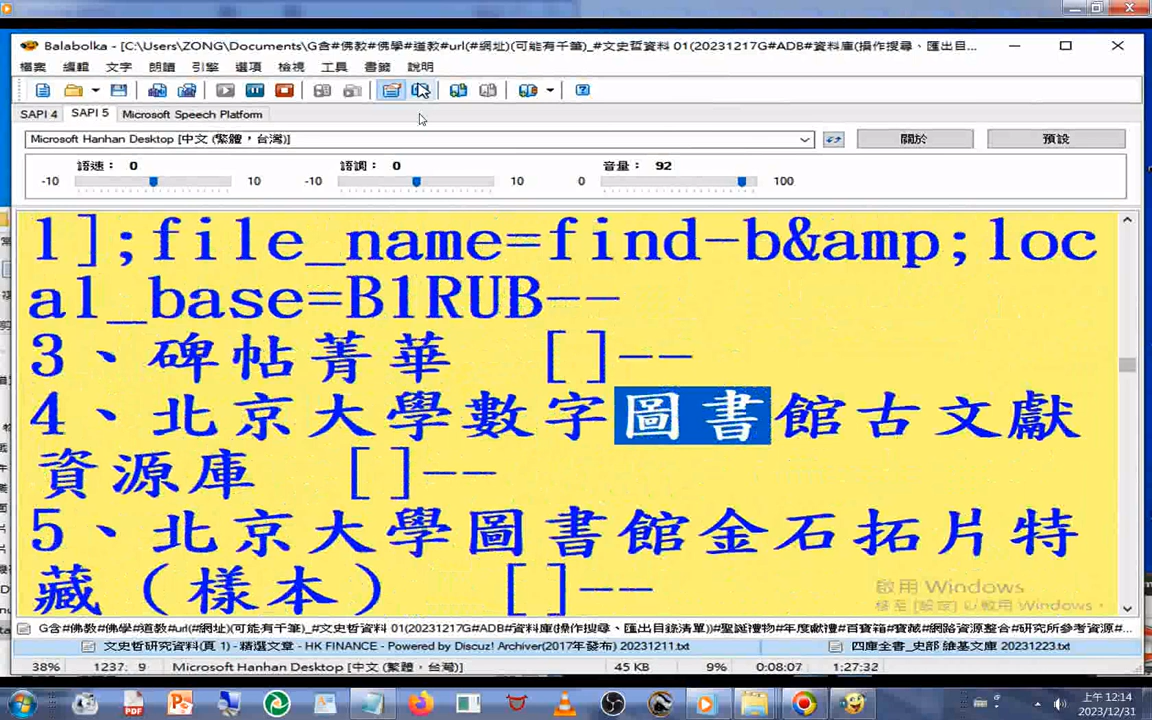 Balabolka - [C:\Users\ZONG\Documents\G含#佛教#佛學#道教#url(#網址)(可能有千筆)_#文史哲資料 01(20231217G#ADB#資料庫(操作搜尋、匯出目...
檔案 編輯 文字 朗讀 引擎 選項 檢視 工具 書籤 說明
SAPI 4 SAPI 5 Microsoft Speech Platform
Microsoft Hanhan Desktop [中文 (繁體，台灣)] 關於 預設
語速： 0 語調： 0 音量： 92
-10 10 -10 10 0 100
1];file_name=find-b&amp;loc
al_base=B1RUB--
3、碑帖菁華 []--
4、北京大學數字圖書館古文獻
資源庫 []--
5、北京大學圖書館金石拓片特
藏（樣本） []--
啟用 Windows
移至 [設定] 以啟用 Windows。
G含#佛教#佛學#道教#url(#網址)(可能有千筆)_#文史哲資料 01(20231217G#ADB#資料庫(操作搜尋、匯出目錄清單))#聖誕禮物#年度獻禮#百寶箱#寶藏#網路資源整合#研究所參考資源#...
文史哲研究資料(頁 1) - 精選文章 - HK FINANCE - Powered by Discuz! Archiver(2017年發布) 20231211.txt 四庫全書_史部 維基文庫 20231223.txt
38% 1237: 9 Microsoft Hanhan Desktop [中文 (繁體，台灣)] 45 KB 9% 0:08:07 1:27:32
PDF
上午 12:14
2023/12/31